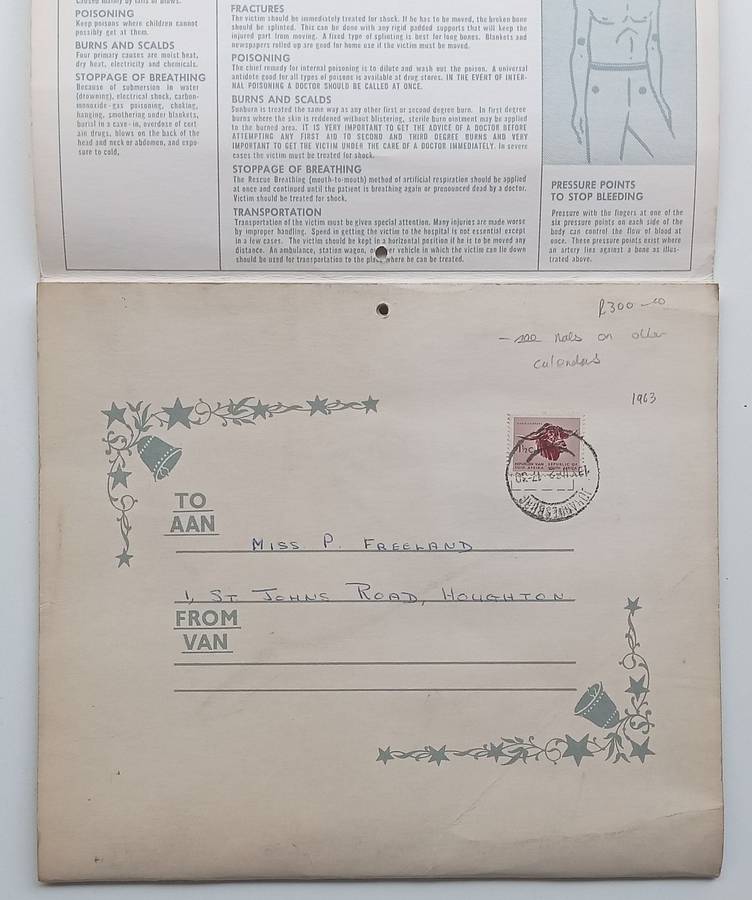 POISONING
Keep poisons where children cannot
possibly get at them.
BURNS AND SCALDS
Four primary causes are moist heat,
dry heat, electricity and chemicals.
STOPPAGE OF BREATHING
Because of submersion in water
(drowning), electrical shock, carbon-
monoxide-gas poisoning, choking,
hanging, smothering under blankets,
burial in a cave-in, overdose of cert
ain drugs, blows on the back of the
head and neck or abdomen, and expo-
sure to cold,
FRACTURES
The victim should be immediately treated for shock. If he has to be moved, the broken bone
should be splinted. This can be done with any rigid padded supports that will keep the
injured part from moving. A fixed type of splinting is best for long bones. Blankets and
newspapers rolled up are good for home use if the victim must be moved.
POISONING
The chief remedy for internal poisoning is to dilute and wash out the poison. A universal
antidote good for all types of poisons is available at drug stores. IN THE EVENT OF INTER-
NAL POISONING A DOCTOR SHOULD BE CALLED AT ONCE.
BURNS AND SCALDS
Sunburn is treated the same way as any other first or second degree burn. In first degree
burns where the skin is reddened without blistering, sterile burn ointment may be applied
to the burned area. IT IS VERY IMPORTANT TO GET THE ADVICE OF A DOCTOR BEFORE
ATTEMPTING ANY FIRST AID TO SECOND AND THIRD DEGREE BURNS AND VERY
IMPORTANT TO GET THE VICTIM UNDER THE CARE OF A DOCTOR IMMEDIATELY. In severe
cases the victim must be treated for shock.
STOPPAGE OF BREATHING
The Rescue Breathing (mouth-to-mouth) method of artificial respiration should be applied
at once and continued until the patient is breathing again or pronounced dead by a doctor.
Victim should be treated for shock.
TRANSPORTATION
Transportation of the victim must be given special attention. Many injuries are made worse
by improper handling. Speed in getting the victim to the hospital is not essential except
in a few cases. The victim should be kept in a horizontal position if he is to be moved any
distance. An ambulance, station wagon, or vehicle in which the victim can lie down
should be used for transportation to the place where he can be treated.
PRESSURE POINTS
TO STOP BLEEDING
Pressure with the fingers at one of the
six pressure points on each side of the
body can control the flow of blood at
once. These pressure points exist where
an artery lies against a bone as illus-
trated above.
R300-00
- see on other
calendars
1963
1½c
REPUBLIEK VAN REPUBLIC OF
SUID-AFRIKA SOUTH AFRICA
JOHANNESBURG
TO
AAN
MISS P. FREELAND
1, ST JOHNS ROAD, HOUGHTON
FROM
VAN